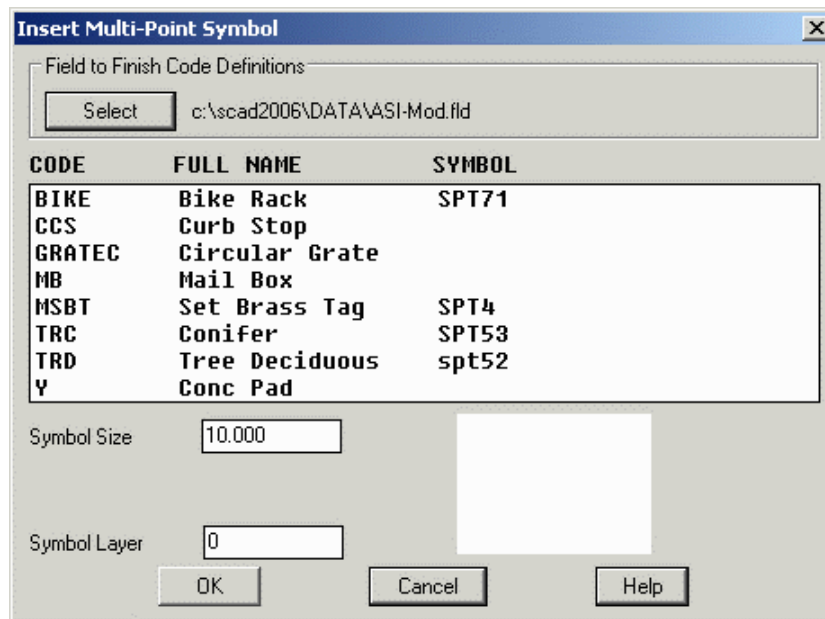 Insert Multi-Point Symbol
Field to Finish Code Definitions
Select c:\scad2006\DATA\ASI-Mod.fld
CODE FULL NAME SYMBOL
BIKE Bike Rack SPT71
CCS Curb Stop
GRATEC Circular Grate
MB Mail Box
MSBT Set Brass Tag SPT4
TRC Conifer SPT53
TRD Tree Deciduous spt52
Y Conc Pad
Symbol Size 10.000
Symbol Layer 0
OK Cancel Help